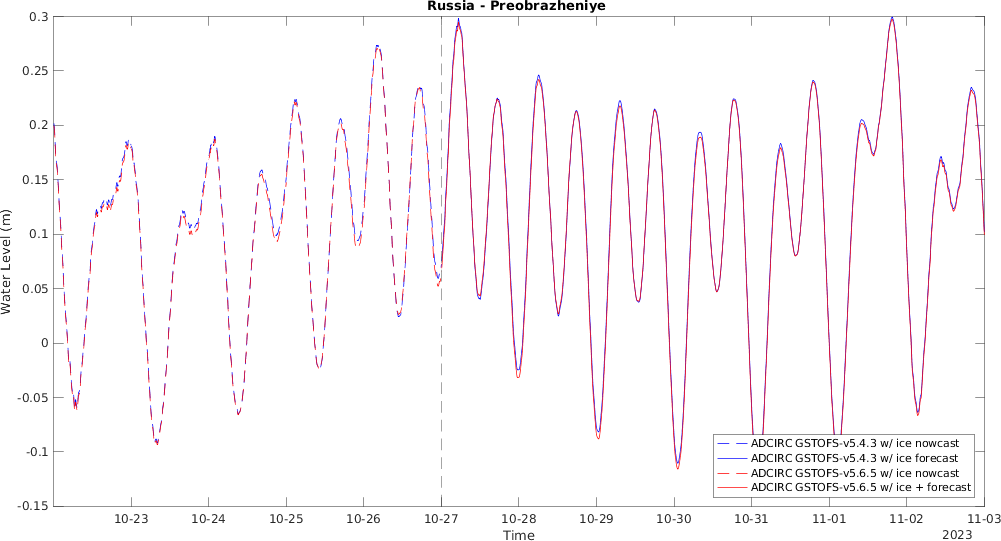 Russia - Preobrazheniye
0.3
0.25
0.2
0.15
0.1
0.05
0
-0.05
-0.1
-0.15
Water Level (m)
ADCIRC GSTOFS-v5.4.3 w/ ice nowcast
ADCIRC GSTOFS-v5.4.3 w/ ice forecast
ADCIRC GSTOFS-v5.6.5 w/ ice nowcast
ADCIRC GSTOFS-v5.6.5 w/ ice + forecast
10-23 10-24 10-25 10-26 10-27 10-28 10-29 10-30 10-31 11-01 11-02 11-03
Time
2023